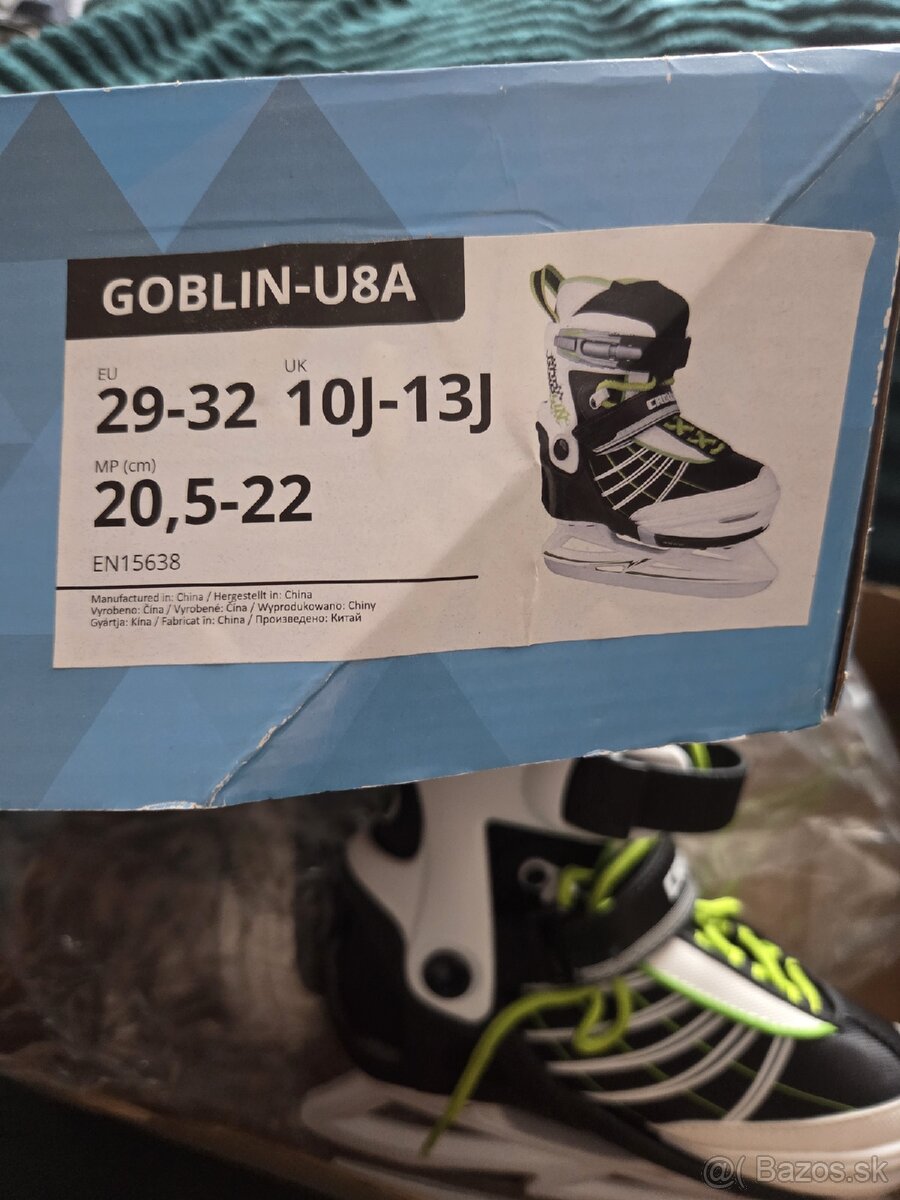 GOBLIN-U8A
EU
29-32
UK
10J-13J
MP (cm)
20,5-22
EN15638
Manufactured in: China / Hergestellt in: China
Vyrobeno: Čína / Vyrobené: Čína / Wyprodukowano: Chiny
Gyártja: Kína / Fabricat în: China / Произведено: Китай
@( Bazos.sk